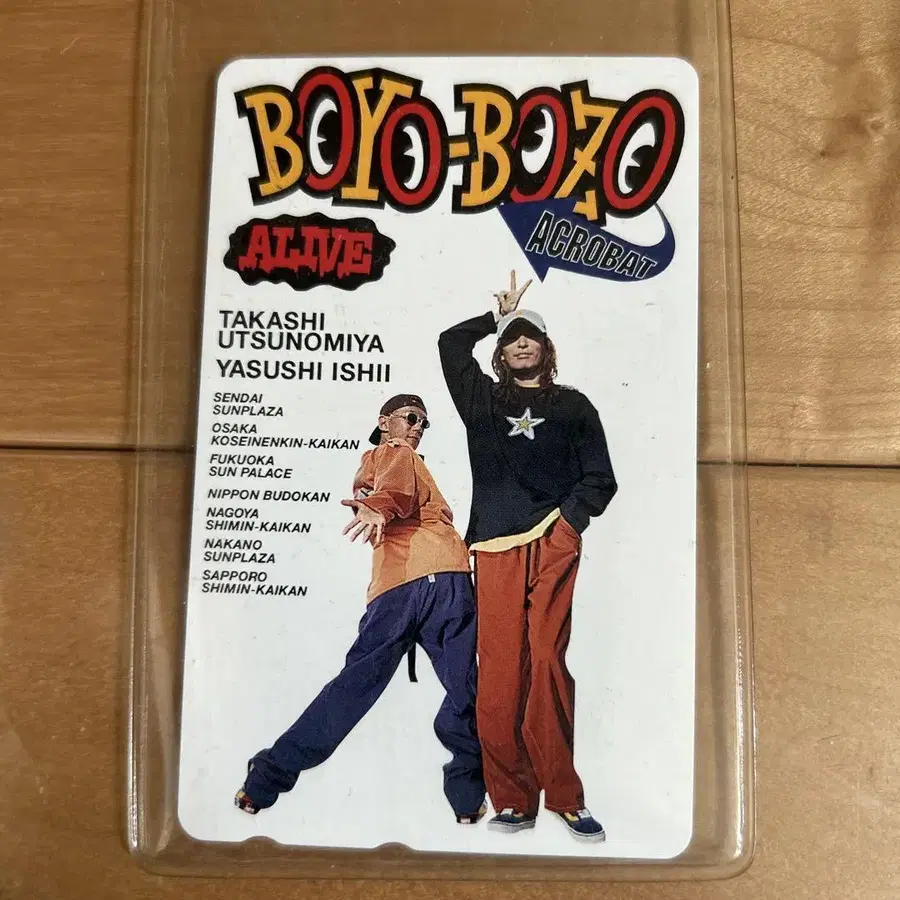 BOYO-BOZO
ACROBAT
ALIVE
TAKASHI
UTSUNOMIYA
YASUSHI ISHII
SENDAI
SUNPLAZA
OSAKA
KOSEINENKIN-KAIKAN
FUKUOKA
SUN PALACE
NIPPON BUDOKAN
NAGOYA
SHIMIN-KAIKAN
NAKANO
SUNPLAZA
SAPPORO
SHIMIN-KAIKAN